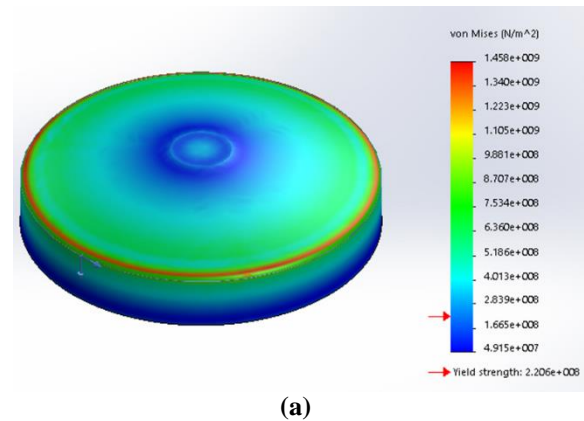 von Mises (N/m^2)
1.458e+009
1.340e+009
1.223e+009
1.105e+009
9.881e+008
8.707e+008
7.534e+008
6.360e+008
5.186e+008
4.013e+008
2.839e+008
1.665e+008
4.915e+007
Yield strength: 2.206e+008
(a)